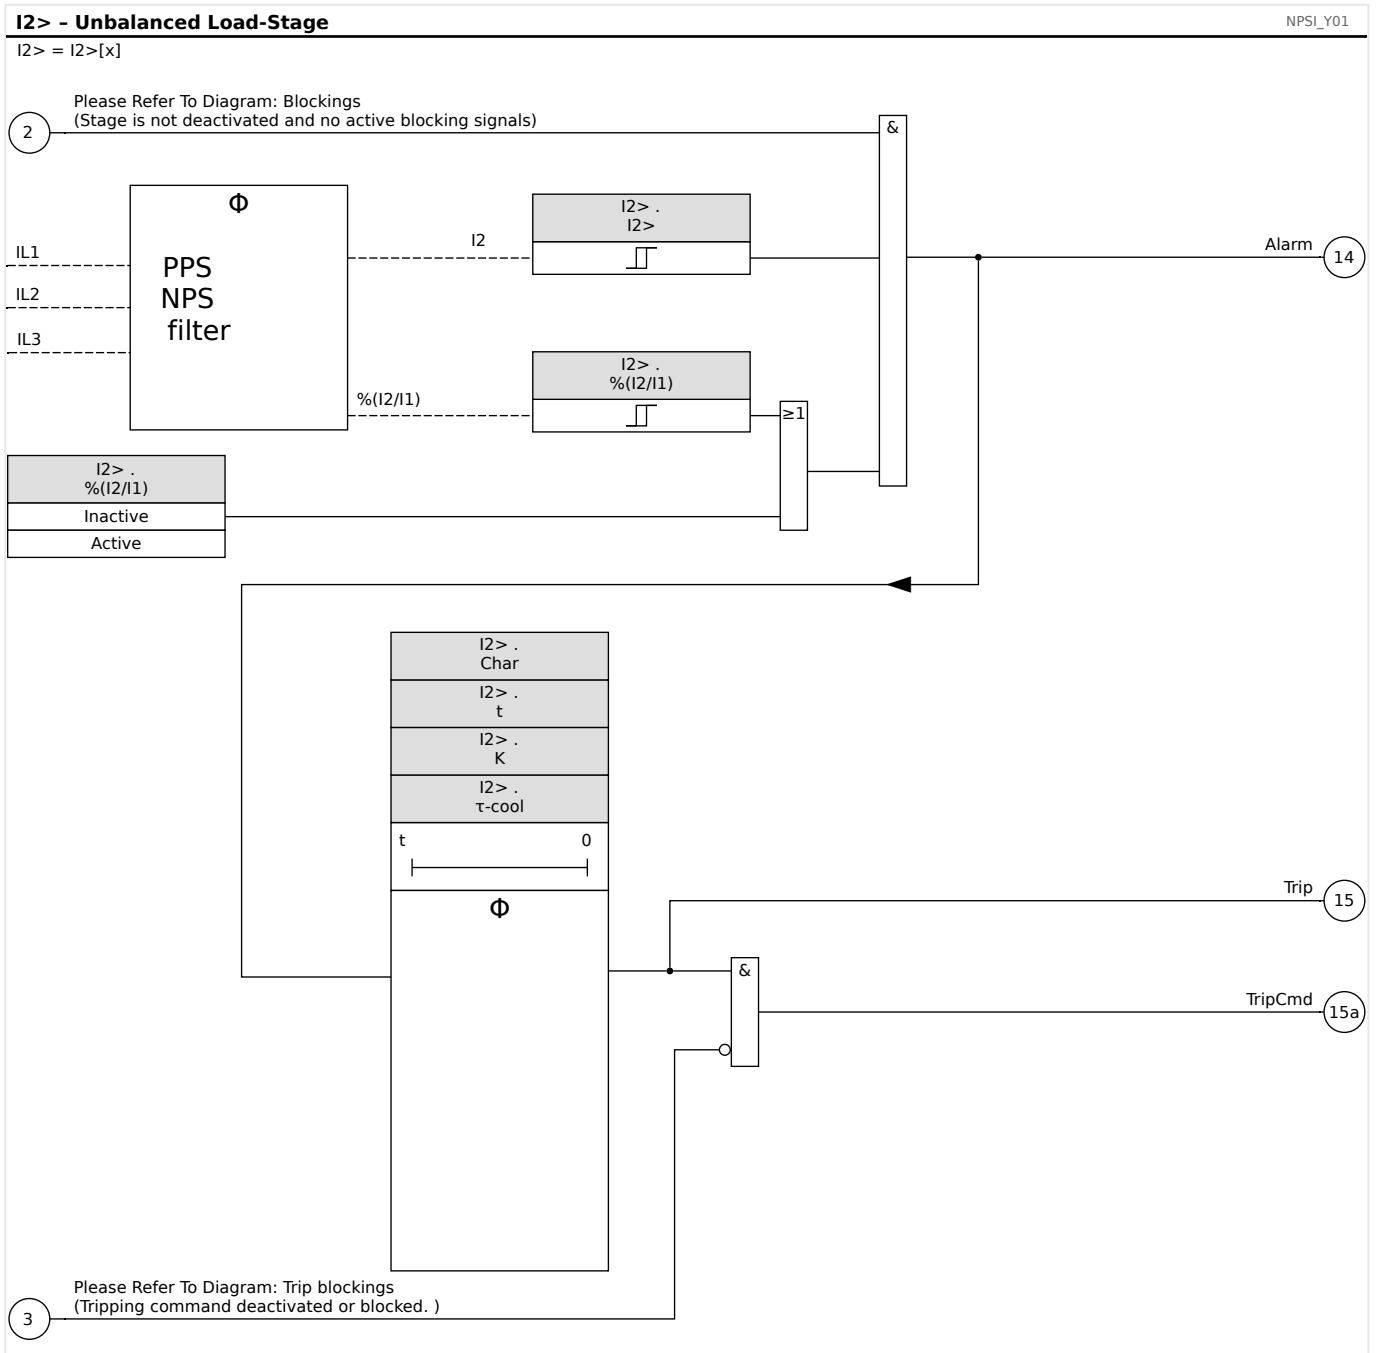 I2> – Unbalanced Load-Stage
NPSI_Y01
I2> = I2>[x]
Please Refer To Diagram: Blockings
(Stage is not deactivated and no active blocking signals)
2
&
Φ
PPS
NPS
filter
IL1
IL2
IL3
I2
I2> .
I2>
Alarm
14
%(I2/I1)
I2> .
%(I2/I1)
≥1
I2> .
%(I2/I1)
Inactive
Active
I2> .
Char
I2> .
t
I2> .
K
I2> .
τ-cool
t 0
Φ
Trip
15
&
TripCmd
15a
Please Refer To Diagram: Trip blockings
(Tripping command deactivated or blocked. )
3